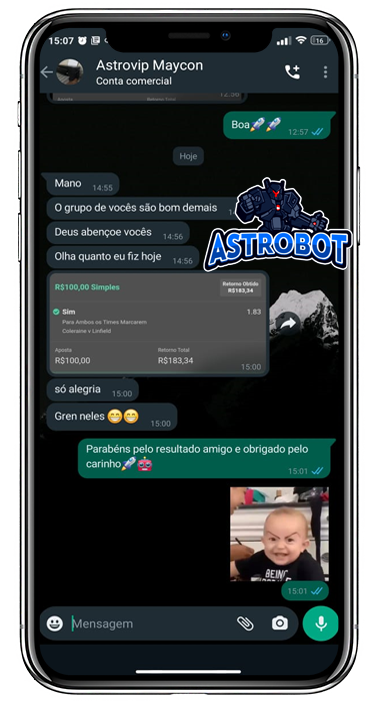 15:07
16
Astrovip Maycon
Conta comercial
12:56
Boa🚀🚀
12:57
Hoje
Mano
14:55
O grupo de vocês são bom demais
ASTROBOT
Deus abençoe vocês
14:56
Olha quanto eu fiz hoje
14:56
R$100,00 Simples
Retorno Obtido
R$183,34
Sim
1.83
Para Ambos os Times Marcarem
Coleraine v Linfield
Aposta
Retorno Total
R$100,00
R$183,34
15:00
só alegria
15:00
Gren neles 😁😁
15:00
Parabéns pelo resultado amigo e obrigado pelo
carinho🚀🤖
15:01
BEING
15:01
Mensagem